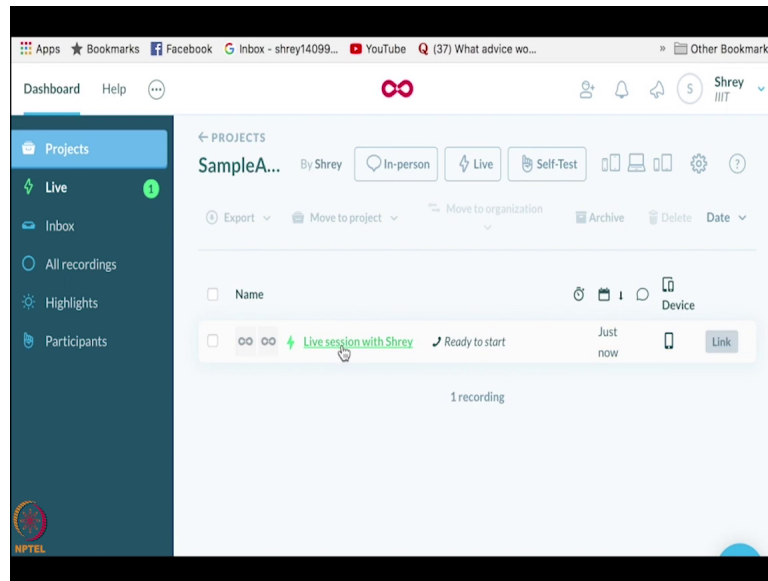 Apps Bookmarks Facebook Inbox - shrey14099... YouTube (37) What advice wo... » Other Bookmark
Dashboard Help S Shrey
IIIT
Projects
Live 1
Inbox
All recordings
Highlights
Participants
← PROJECTS
SampleA... By Shrey In-person Live Self-Test ?
Export Move to project Move to organization Archive Delete Date
Name Device
Live session with Shrey Ready to start Just now Link
1 recording
NPTEL